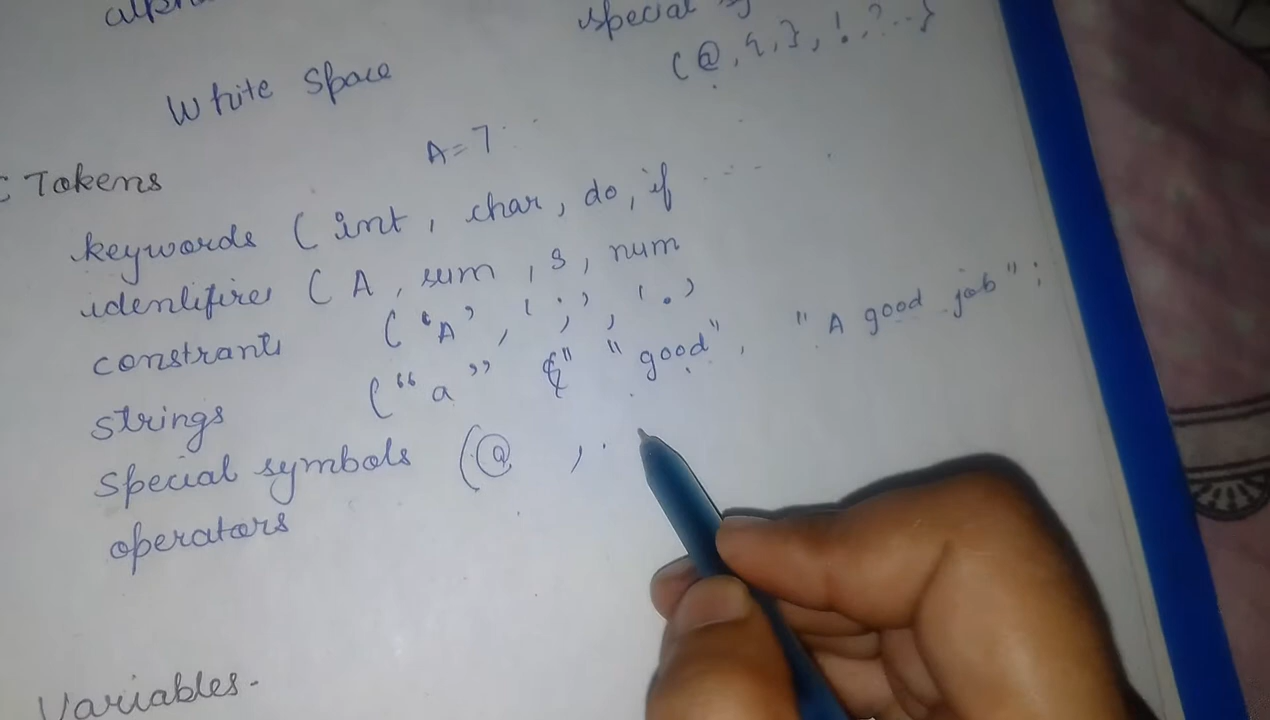 special
(@, {, }, !, ?...}
White Space
A=7
C Tokens
keywords ( int, char, do, if ....
identifires ( A, sum, s, num
constrants ( 'A', ';', '.'
strings ("a" &" "good", "A good job";
Special symbols (@ , .
operators
Variables.